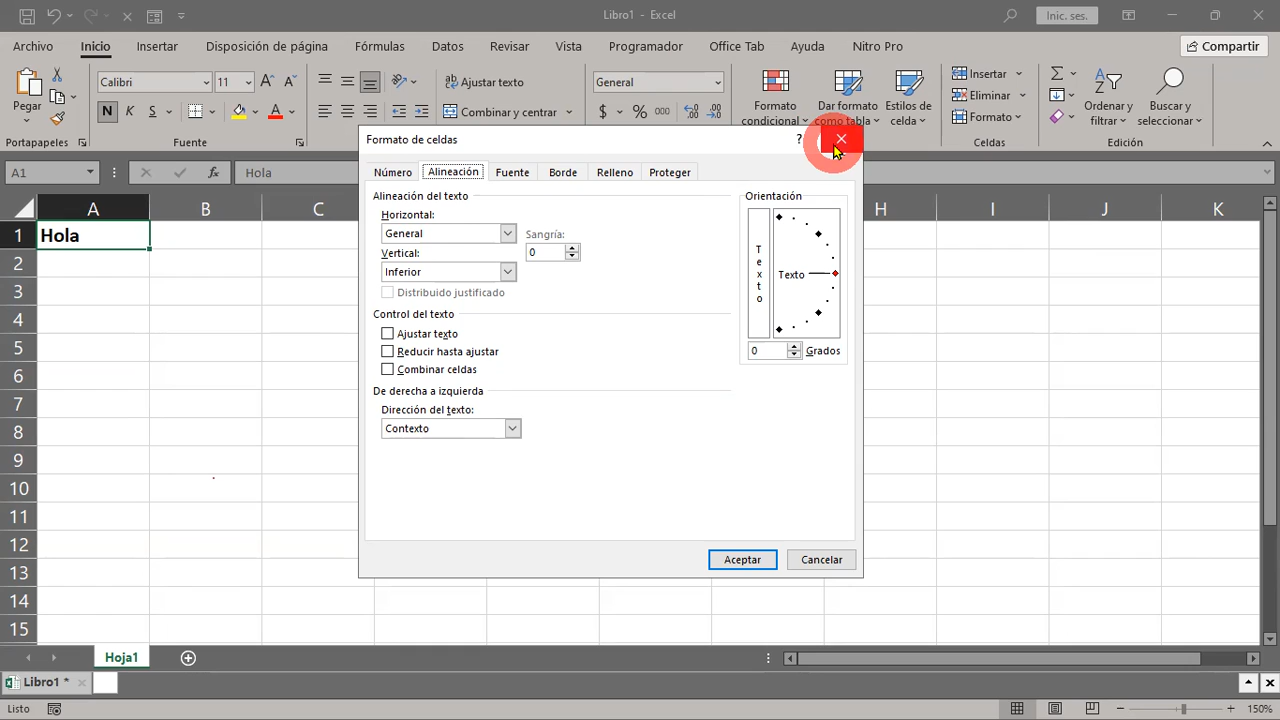 Libro1 - Excel
Inic. ses.
Archivo Inicio Insertar Disposición de página Fórmulas Datos Revisar Vista Programador Office Tab Ayuda Nitro Pro Compartir
Calibri 11 Ajustar texto General Insertar
Pegar N K S Combinar y centrar $ % 000 Formato condicional Dar formato como tabla Estilos de celda Eliminar Ordenar y filtrar Buscar y seleccionar
Formato
Portapapeles Fuente Celdas Edición
Formato de celdas ?
A1 fx Hola
Número Alineación Fuente Borde Relleno Proteger
A B C H I J K
1 Hola
2
3
4
5
6
7
8
9
10
11
12
13
14
15
Alineación del texto
Horizontal:
General
Sangría:
0
Vertical:
Inferior
Distribuido justificado
Control del texto
Ajustar texto
Reducir hasta ajustar
Combinar celdas
De derecha a izquierda
Dirección del texto:
Contexto
Orientación
Texto
Texto
0 Grados
Aceptar Cancelar
Hoja1
Libro1 *
Listo 150%